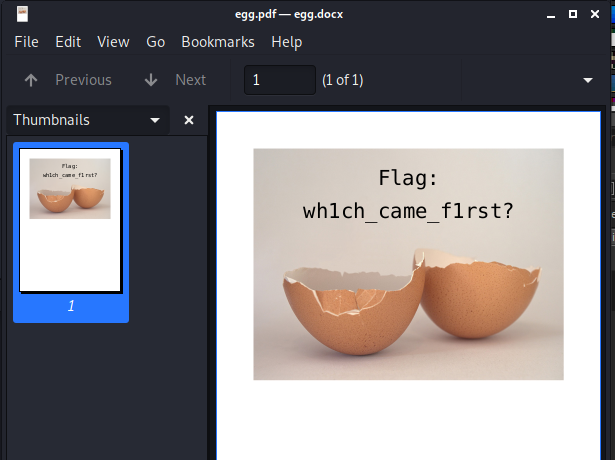 egg.pdf — egg.docx
File Edit View Go Bookmarks Help
Previous Next 1 (1 of 1)
Thumbnails
Flag:
wh1ch_came_f1rst?
1
Flag:
wh1ch_came_f1rst?